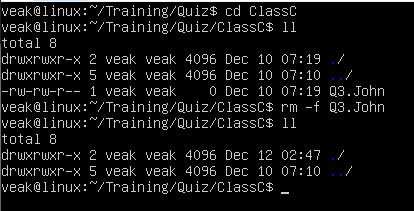 veak@linux:~/Training/Quiz$ cd ClassC
veak@linux:~/Training/Quiz/ClassC$ ll
total 8
drwxrwxr-x 2 veak veak 4096 Dec 10 07:19 ./
drwxrwxr-x 5 veak veak 4096 Dec 10 07:10 ../
-rw-rw-r-- 1 veak veak    0 Dec 10 07:19 Q3.John
veak@linux:~/Training/Quiz/ClassC$ rm -f Q3.John
veak@linux:~/Training/Quiz/ClassC$ ll
total 8
drwxrwxr-x 2 veak veak 4096 Dec 12 02:47 ./
drwxrwxr-x 5 veak veak 4096 Dec 10 07:10 ../
veak@linux:~/Training/Quiz/ClassC$ _